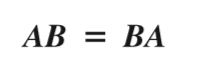 AB = BA